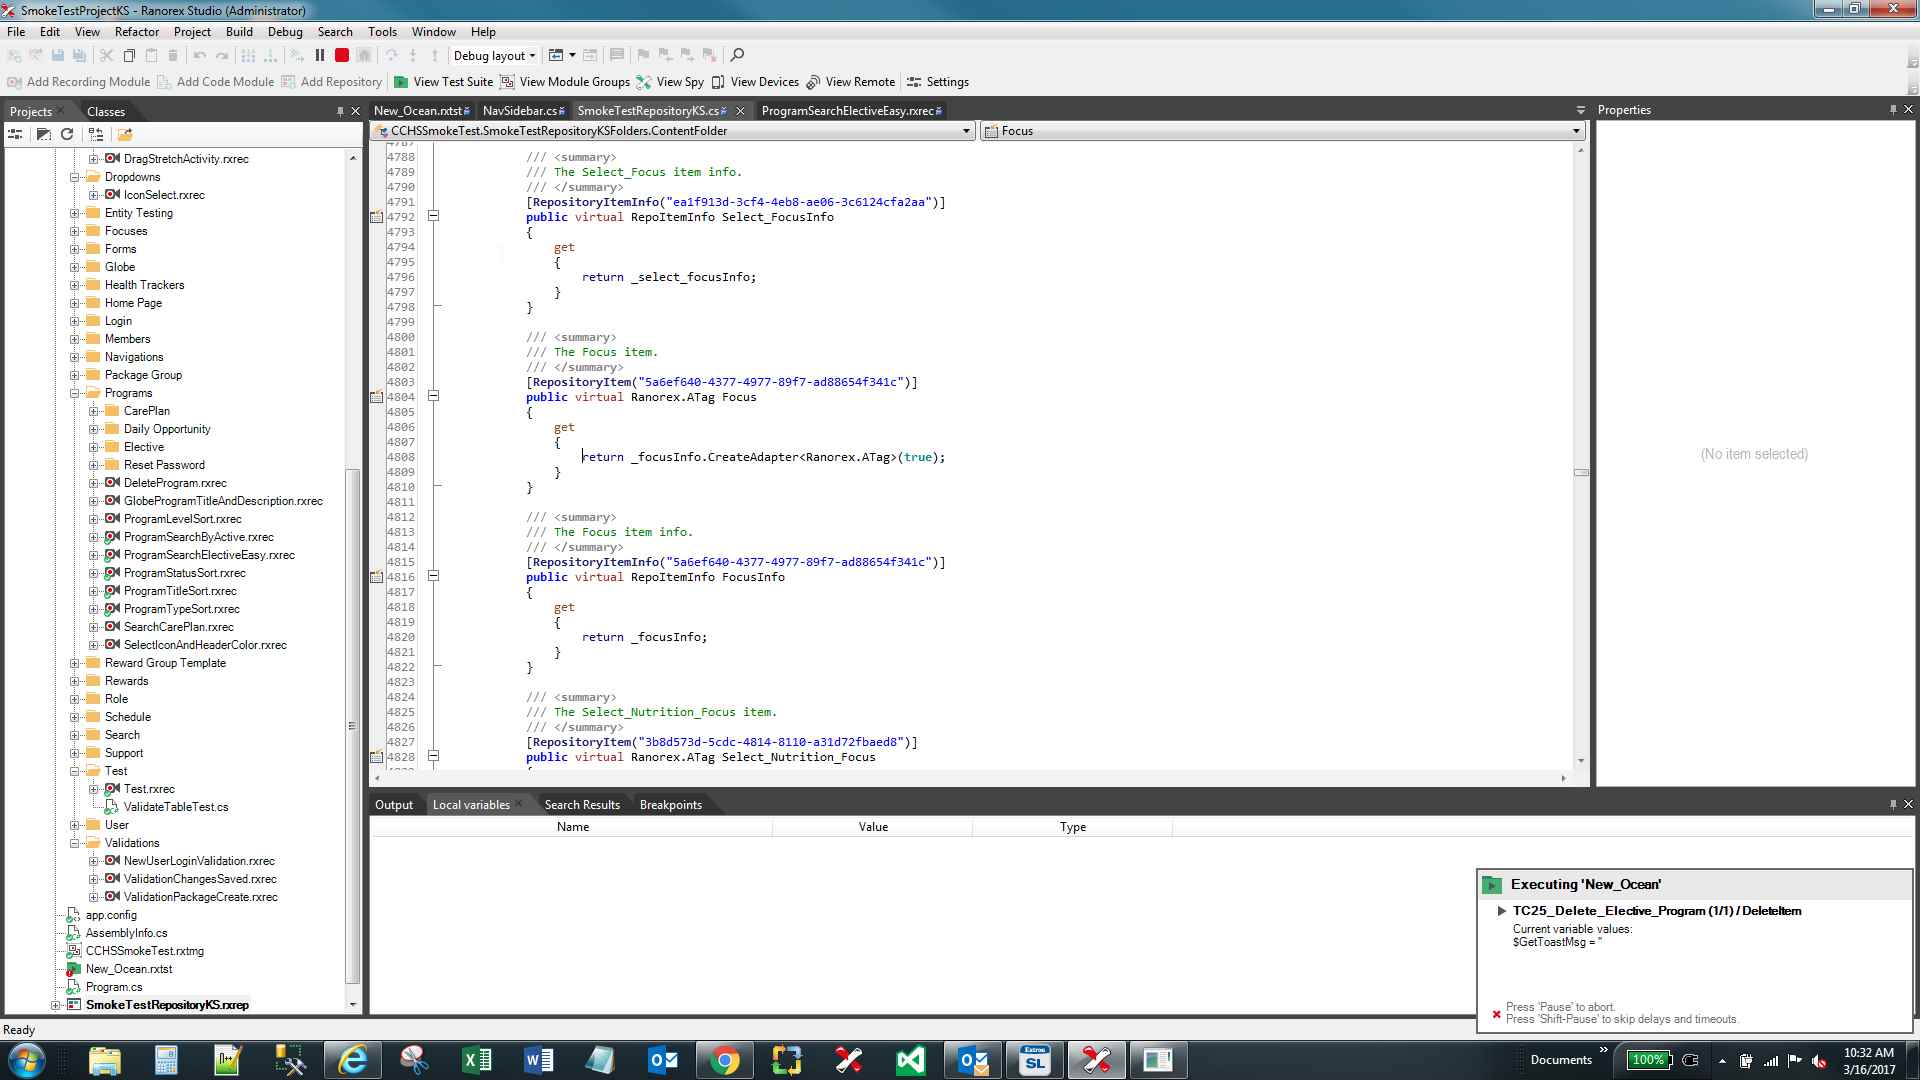 SmokeTestProjectKS - Ranorex Studio (Administrator)
File Edit View Refactor Project Build Debug Search Tools Window Help
Debug layout
Add Recording Module Add Code Module Add Repository View Test Suite View Module Groups View Spy View Devices View Remote Settings
Projects Classes
New_Ocean.rxtst NavSidebar.cs SmokeTestRepositoryKS.cs ProgramSearchElectiveEasy.rxrec
Properties
CCHSSmokeTest.SmokeTestRepositoryKSFolders.ContentFolder Focus
DragStretchActivity.rxrec
Dropdowns
IconSelect.rxrec
Entity Testing
Focuses
Forms
Globe
Health Trackers
Home Page
Login
Members
Navigations
Package Group
Programs
CarePlan
Daily Opportunity
Elective
Reset Password
DeleteProgram.rxrec
GlobeProgramTitleAndDescription.rxrec
ProgramLevelSort.rxrec
ProgramSearchByActive.rxrec
ProgramSearchElectiveEasy.rxrec
ProgramStatusSort.rxrec
ProgramTitleSort.rxrec
ProgramTypeSort.rxrec
SearchCarePlan.rxrec
SelectIconAndHeaderColor.rxrec
Reward Group Template
Rewards
Role
Schedule
Search
Support
Test
Test.rxrec
ValidateTableTest.cs
User
Validations
NewUserLoginValidation.rxrec
ValidationChangesSaved.rxrec
ValidationPackageCreate.rxrec
app.config
AssemblyInfo.cs
CCHSSmokeTest.rxtmg
New_Ocean.rxtst
Program.cs
SmokeTestRepositoryKS.rxrep
4787
4788 /// <summary>
4789 /// The Select_Focus item info.
4790 /// </summary>
4791 [RepositoryItemInfo("ea1f913d-3cf4-4eb8-ae06-3c6124cfa2aa")]
4792 public virtual RepoItemInfo Select_FocusInfo
4793 {
4794 get
4795 {
4796 return _select_focusInfo;
4797 }
4798 }
4799
4800 /// <summary>
4801 /// The Focus item.
4802 /// </summary>
4803 [RepositoryItem("5a6ef640-4377-4977-89f7-ad88654f341c")]
4804 public virtual Ranorex.ATag Focus
4805 {
4806 get
4807 {
4808 return _focusInfo.CreateAdapter<Ranorex.ATag>(true);
4809 }
4810 }
4811
4812 /// <summary>
4813 /// The Focus item info.
4814 /// </summary>
4815 [RepositoryItemInfo("5a6ef640-4377-4977-89f7-ad88654f341c")]
4816 public virtual RepoItemInfo FocusInfo
4817 {
4818 get
4819 {
4820 return _focusInfo;
4821 }
4822 }
4823
4824 /// <summary>
4825 /// The Select_Nutrition_Focus item.
4826 /// </summary>
4827 [RepositoryItem("3b8d573d-5cdc-4814-8110-a31d72fbaed8")]
4828 public virtual Ranorex.ATag Select_Nutrition_Focus
(No item selected)
Output Local variables Search Results Breakpoints
Name Value Type
Executing 'New_Ocean'
TC25_Delete_Elective_Program (1/1) / DeleteItem
Current variable values:
$GetToastMsg = ''
Press 'Pause' to abort.
Press 'Shift-Pause' to skip delays and timeouts.
Ready
Extros
SL
Documents
100%
10:32 AM
3/16/2017